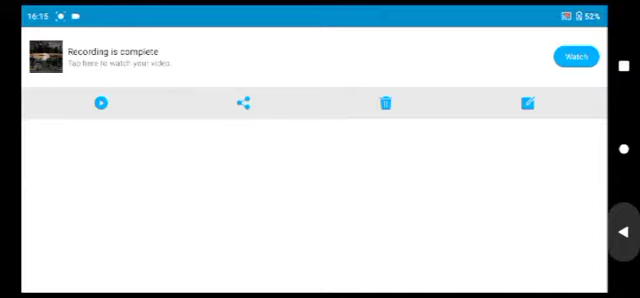 16:15
52%
Recording is complete
Tap here to watch your video.
Watch